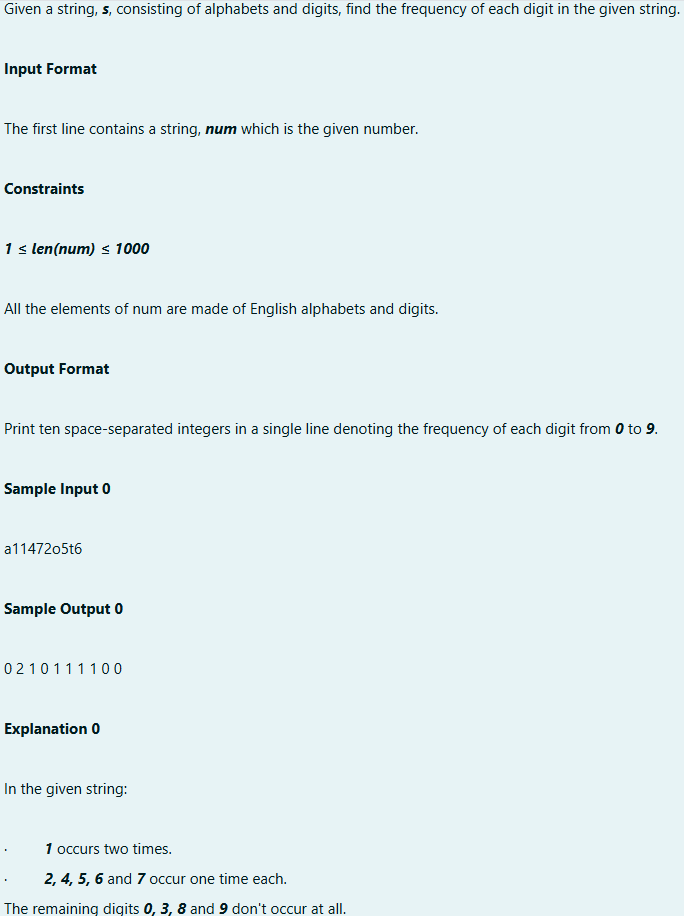 Given a string, s, consisting of alphabets and digits, find the frequency of each digit in the given string.
Input Format
The first line contains a string, num which is the given number.
Constraints
1 ≤ len(num) ≤ 1000
All the elements of num are made of English alphabets and digits.
Output Format
Print ten space-separated integers in a single line denoting the frequency of each digit from 0 to 9.
Sample Input 0
a11472o5t6
Sample Output 0
0 2 1 0 1 1 1 1 0 0
Explanation 0
In the given string:
· 1 occurs two times.
· 2, 4, 5, 6 and 7 occur one time each.
The remaining digits 0, 3, 8 and 9 don't occur at all.